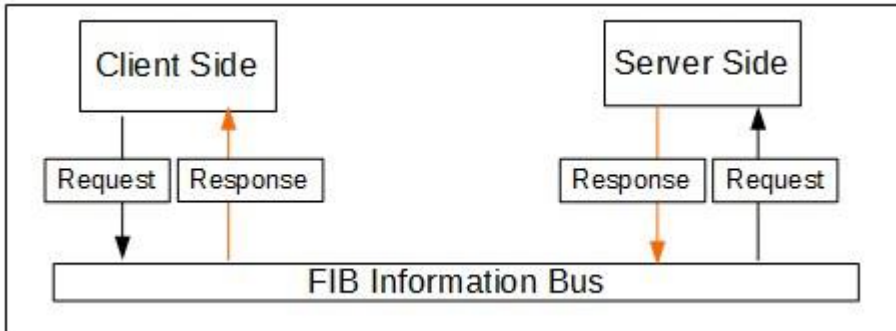 Client Side
Server Side
Request
Response
Response
Request
FIB Information Bus